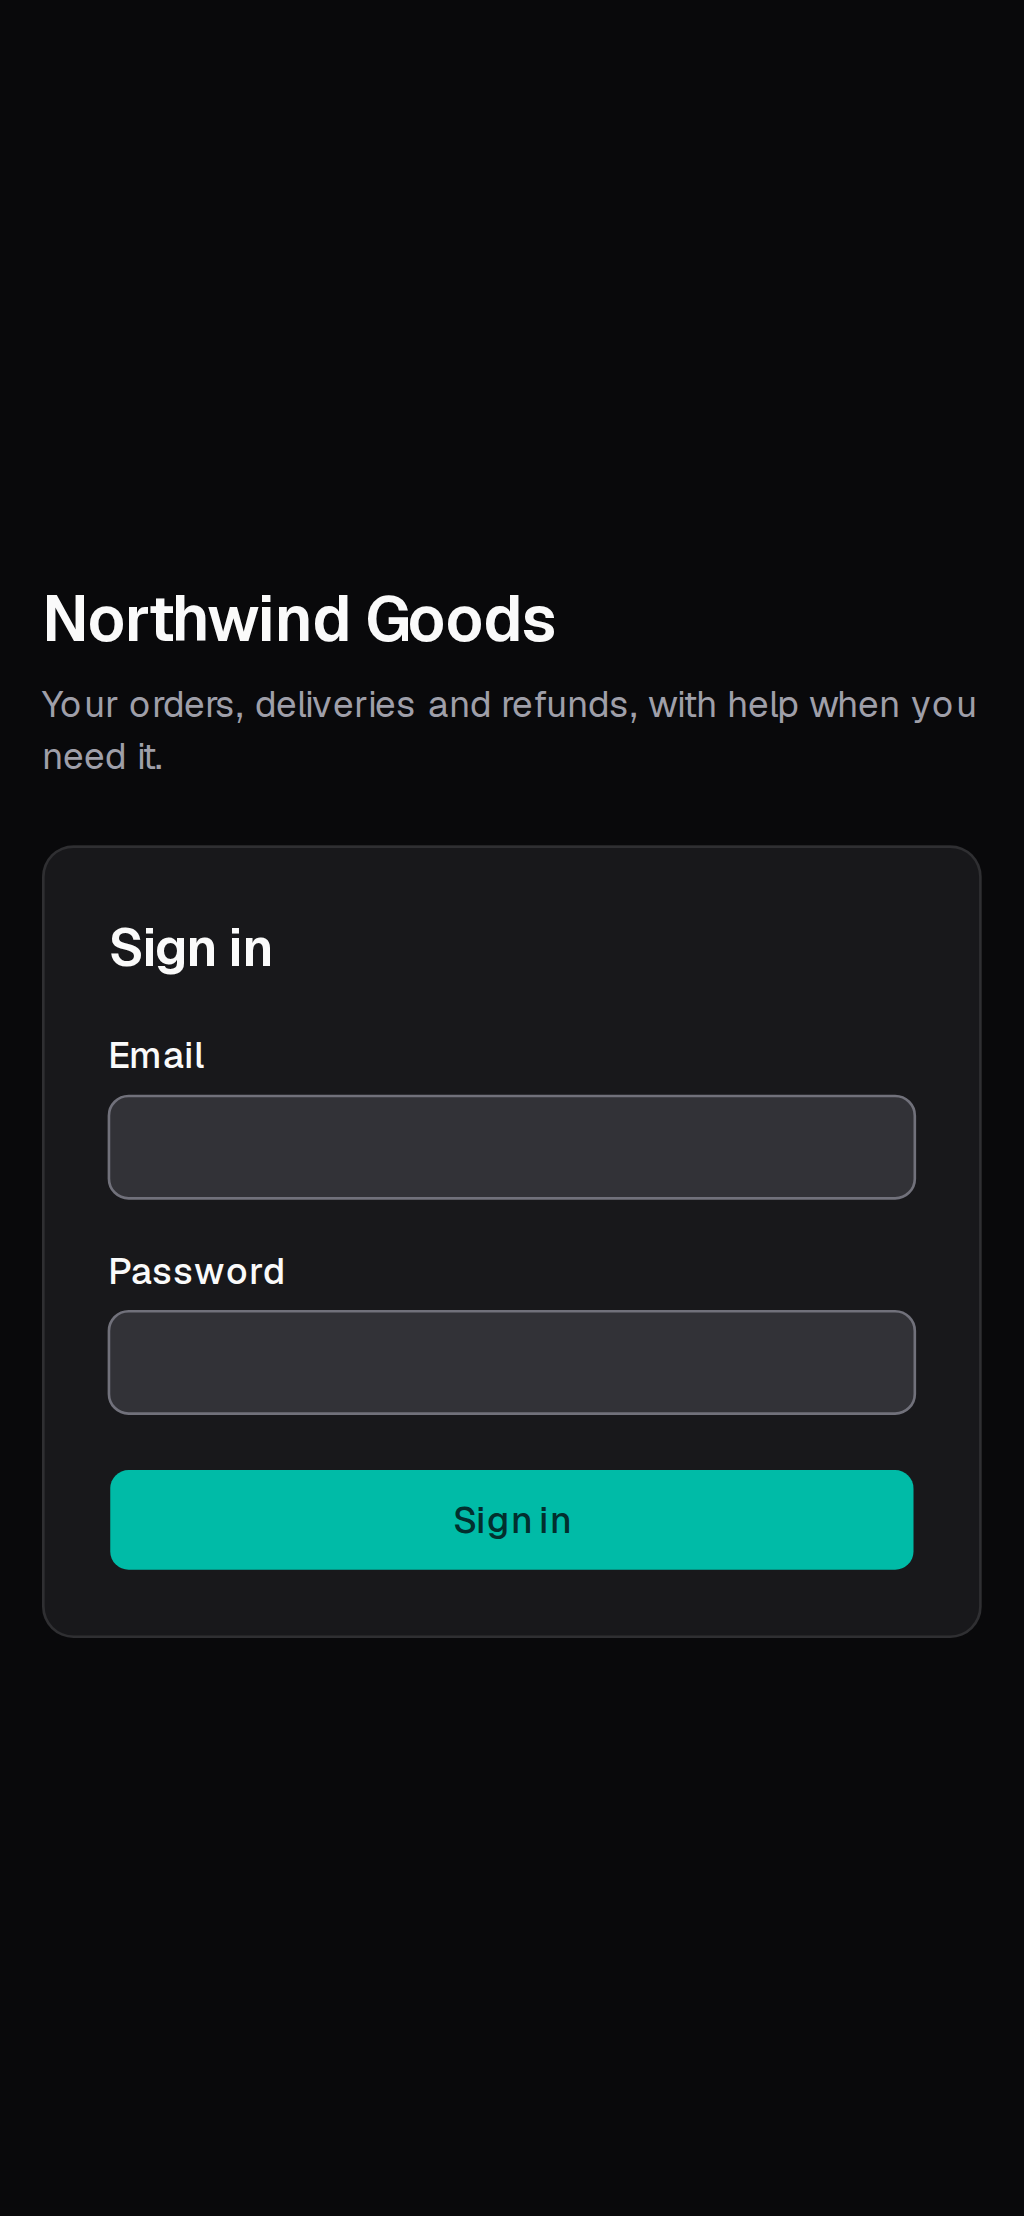 Northwind Goods
Your orders, deliveries and refunds, with help when you
need it.
Sign in
Email
Password
Sign in